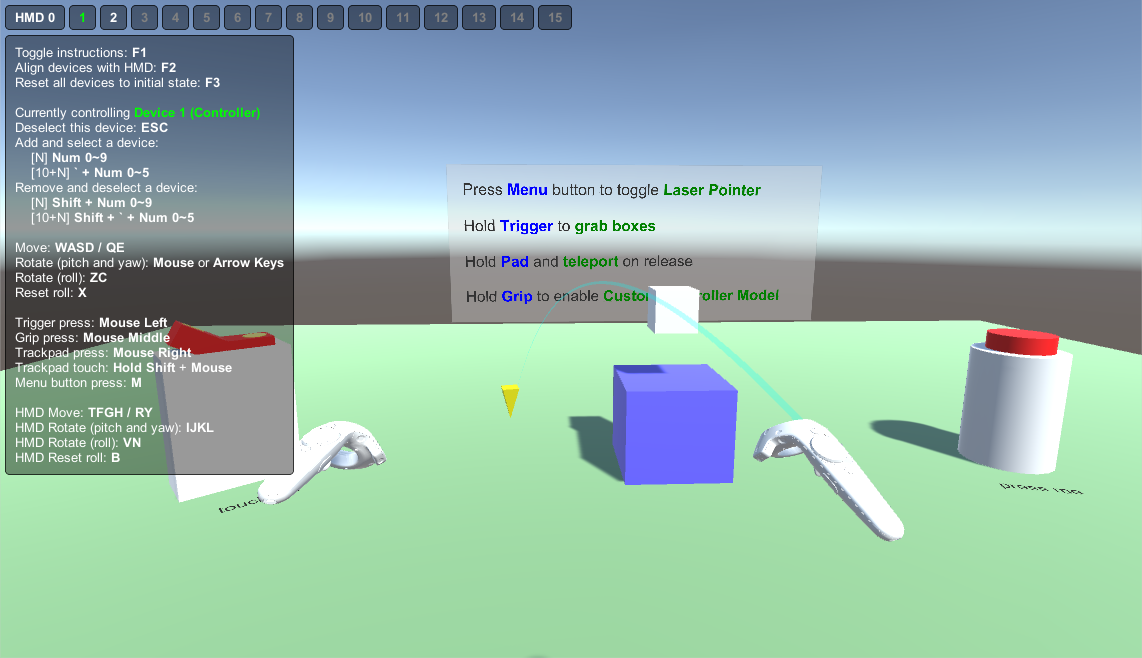 HMD 0 1 2 3 4 5 6 7 8 9 10 11 12 13 14 15
Toggle instructions: F1
Align devices with HMD: F2
Reset all devices to initial state: F3
Currently controlling Device 1 (Controller)
Deselect this device: ESC
Add and select a device:
[N] Num 0~9
[10+N] ` + Num 0~5
Remove and deselect a device:
[N] Shift + Num 0~9
[10+N] Shift + ` + Num 0~5
Move: WASD / QE
Rotate (pitch and yaw): Mouse or Arrow Keys
Rotate (roll): ZC
Reset roll: X
Trigger press: Mouse Left
Grip press: Mouse Middle
Trackpad press: Mouse Right
Trackpad touch: Hold Shift + Mouse
Menu button press: M
HMD Move: TFGH / RY
HMD Rotate (pitch and yaw): IJKL
HMD Rotate (roll): VN
HMD Reset roll: B
Press Menu button to toggle Laser Pointer
Hold Trigger to grab boxes
Hold Pad and teleport on release
Hold Grip to enable Model
press me